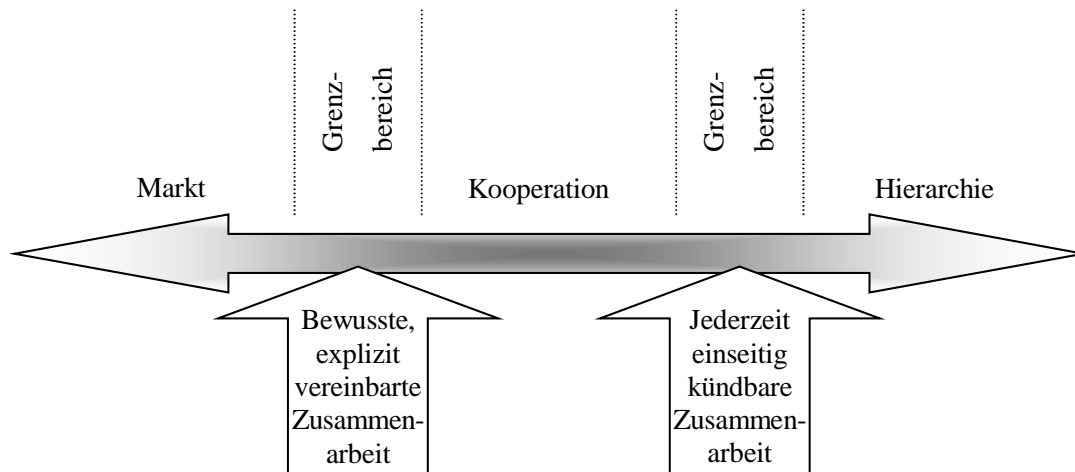 Grenz-
bereich
Grenz-
bereich
Markt
Kooperation
Hierarchie
Bewusste,
explizit
vereinbarte
Zusammen-
arbeit
Jederzeit
einseitig
kündbare
Zusammen-
arbeit